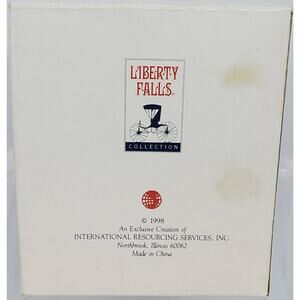 LIBERTY
FALLS
COLLECTION
© 1998
An Exclusive Creation of
INTERNATIONAL RESOURCING SERVICES, INC.
Northbrook, Illinois 60062
Made in China